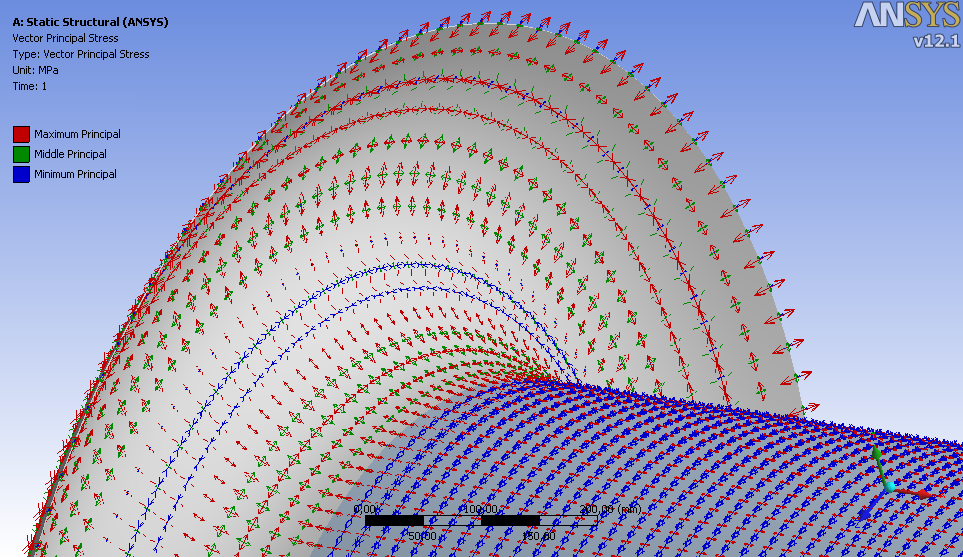 A: Static Structural (ANSYS)
Vector Principal Stress
Type: Vector Principal Stress
Unit: MPa
Time: 1
Maximum Principal
Middle Principal
Minimum Principal
ANSYS
v12.1
0.00 100.00 200.00 (mm)
50.00 150.00